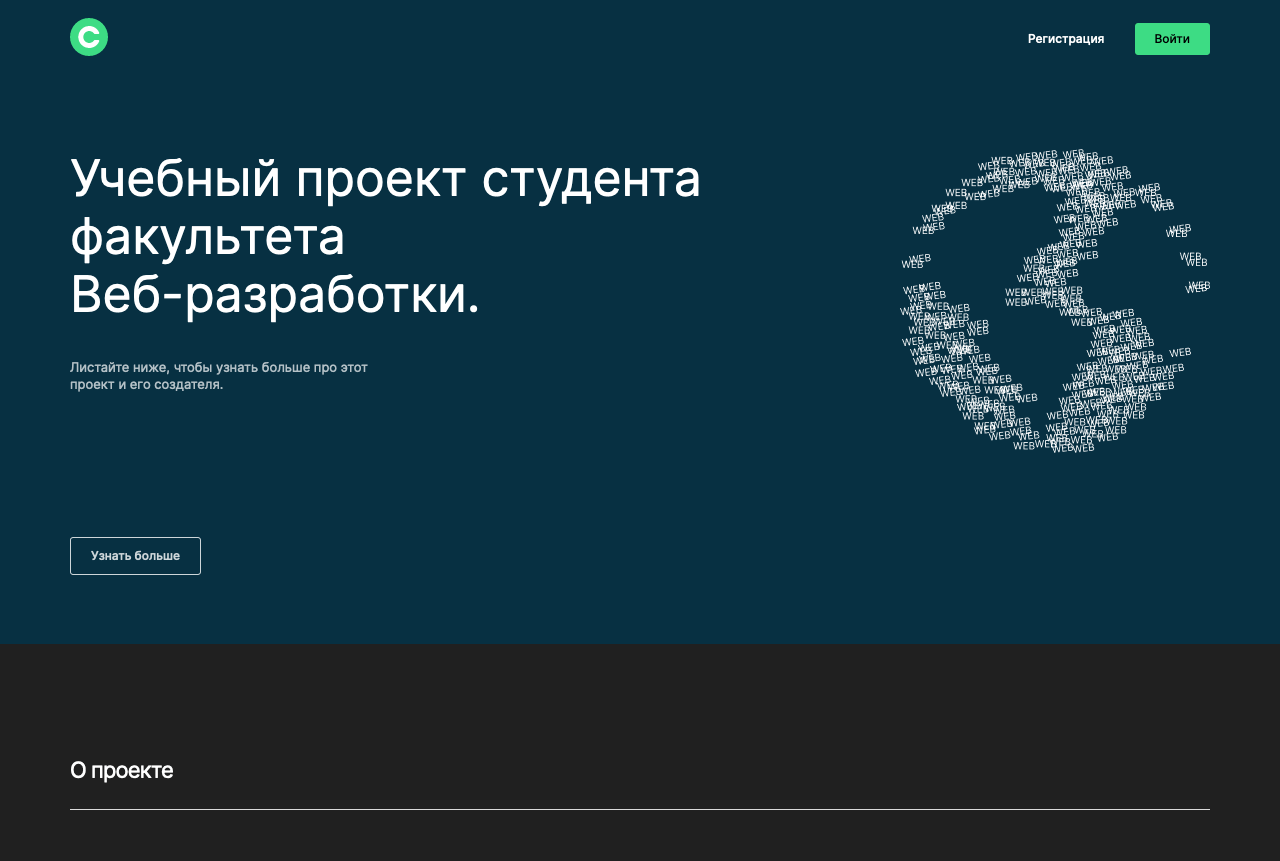 C
Регистрация
Войти
Учебный проект студента
факультета
Веб-разработки.
Листайте ниже, чтобы узнать больше про этот
проект и его создателя.
WEB
Узнать больше
О проекте